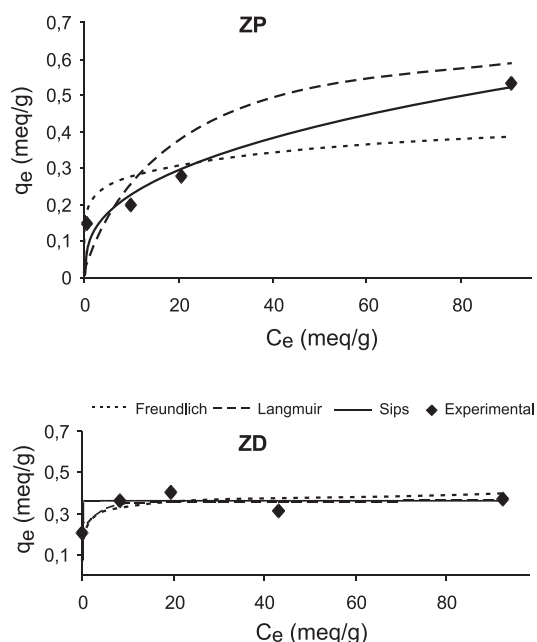 ZP
0,7
0,6
0,5
0,4
0,3
0,2
0,1
0
qe (meq/g)
0 20 40 60 80
Ce (meq/g)
Freundlich Langmuir Sips Experimental
ZD
0,7
0,5
0,3
0,1
qe (meq/g)
0 20 40 60 80
Ce (meq/g)